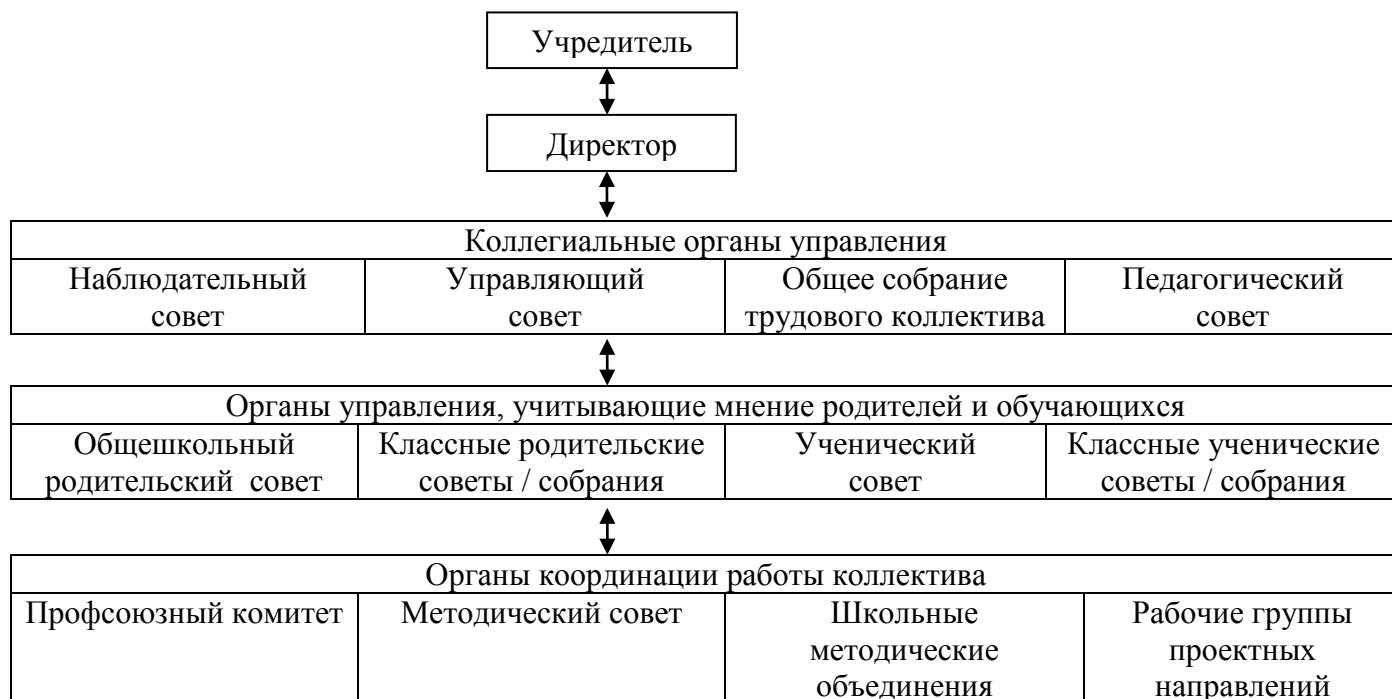 Учредитель
Директор
Коллегиальные органы управления
Наблюдательный
совет
Управляющий
совет
Общее собрание
трудового коллектива
Педагогический
совет
Органы управления, учитывающие мнение родителей и обучающихся
Общешкольный
родительский совет
Классные родительские
советы / собрания
Ученический
совет
Классные ученические
советы / собрания
Органы координации работы коллектива
Профсоюзный комитет
Методический совет
Школьные
методические
объединения
Рабочие группы
проектных
направлений